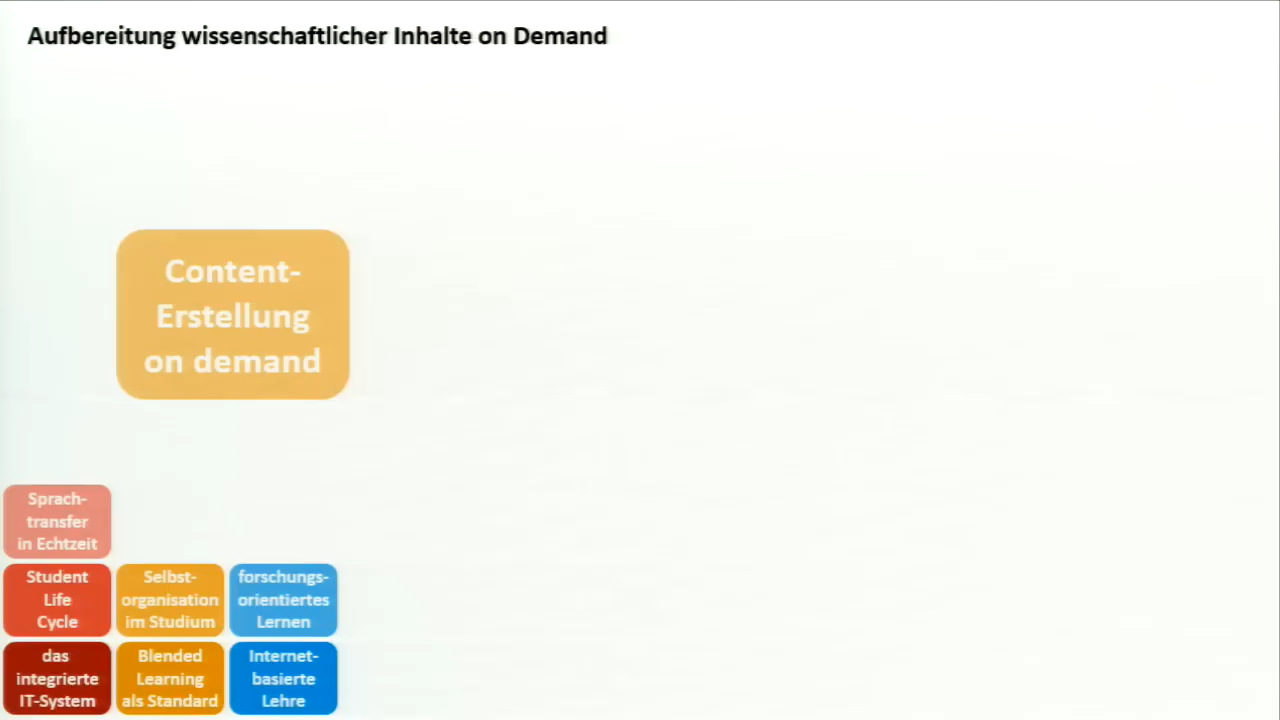 Aufbereitung wissenschaftlicher Inhalte on Demand
Content-
Erstellung
on demand
Sprach-
transfer
in Echtzeit
Student
Life
Cycle
Selbst-
organisation
im Studium
forschungs-
orientiertes
Lernen
das
integrierte
IT-System
Blended
Learning
als Standard
Internet-
basierte
Lehre